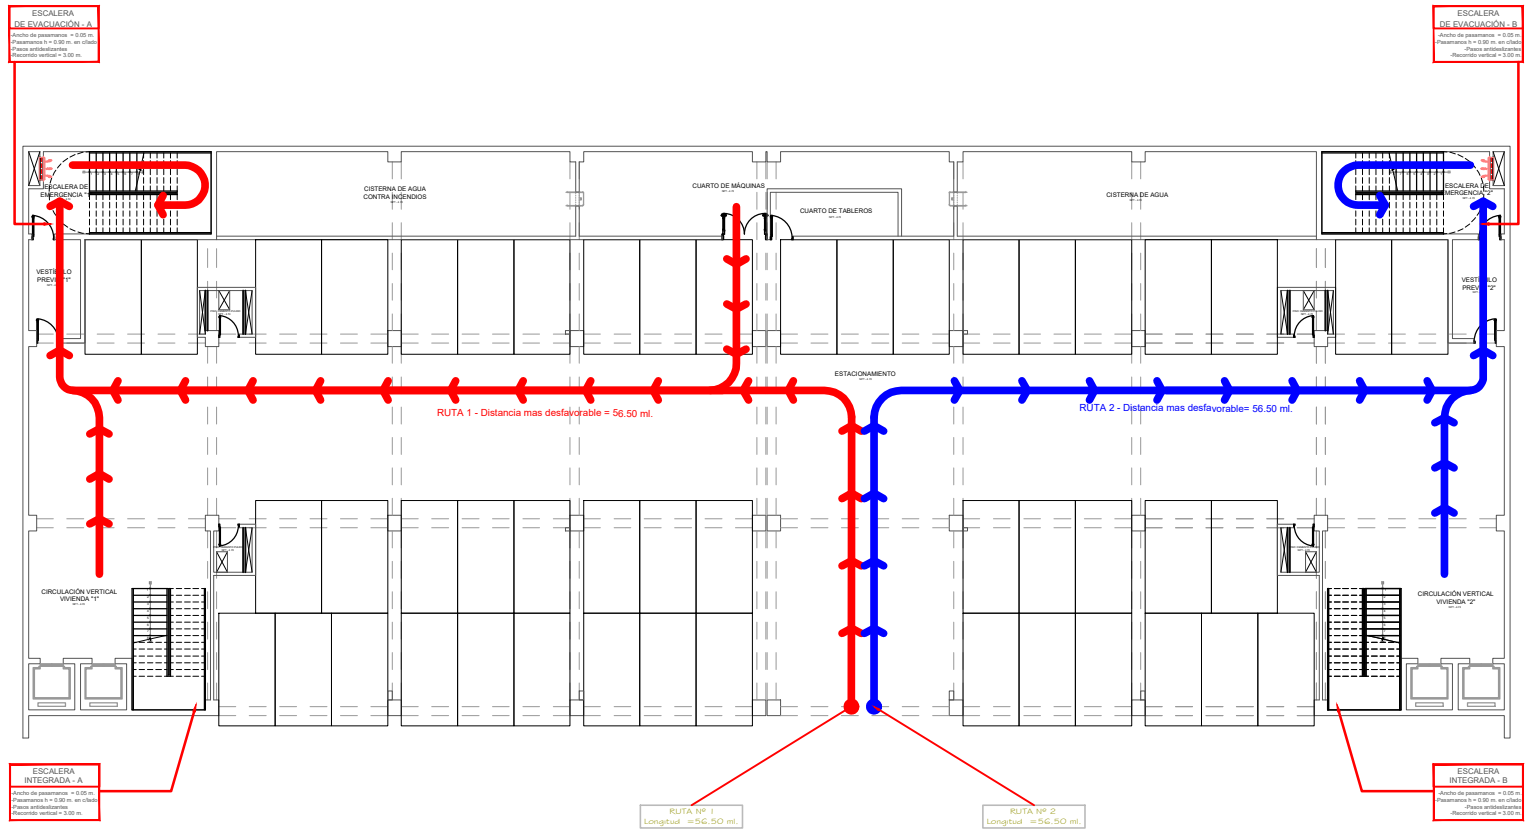 ESCALERA
DE EVACUACIÓN - A
-Ancho de pasamanos = 0.05 m.
-Pasamanos h = 0.90 m. en c/lado
-Pasos antideslizantes
-Recorrido vertical = 3.00 m.
ESCALERA
DE EVACUACIÓN - B
-Ancho de pasamanos = 0.05 m.
-Pasamanos h = 0.90 m. en c/lado
-Pasos antideslizantes
-Recorrido vertical = 3.00 m.
ESCALERA DE
EMERGENCIA "1"
CISTERNA DE AGUA
CONTRA INCENDIOS
CUARTO DE MÁQUINAS
CUARTO DE TABLEROS
CISTERNA DE AGUA
ESCALERA DE
EMERGENCIA "2"
VESTÍBULO
PREVIO "1"
VESTÍBULO
PREVIO "2"
ESTACIONAMIENTO
RUTA 1 - Distancia mas desfavorable = 56.50 ml.
RUTA 2 - Distancia mas desfavorable= 56.50 ml.
CIRCULACIÓN VERTICAL
VIVIENDA "1"
CIRCULACIÓN VERTICAL
VIVIENDA "2"
ESCALERA
INTEGRADA - A
-Ancho de pasamanos = 0.05 m.
-Pasamanos h = 0.90 m. en c/lado
-Pasos antideslizantes
-Recorrido vertical = 3.00 m.
RUTA Nº 1
Longitud =56.50 ml.
RUTA Nº 2
Longitud =56.50 ml.
ESCALERA
INTEGRADA - B
-Ancho de pasamanos = 0.05 m.
-Pasamanos h = 0.90 m. en c/lado
-Pasos antideslizantes
-Recorrido vertical = 3.00 m.